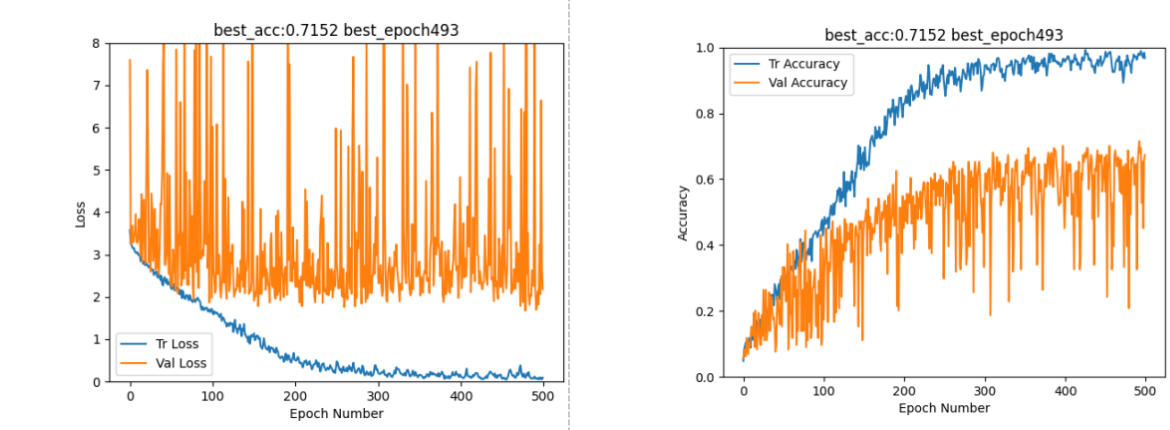 best_acc:0.7152 best_epoch493
8
7
6
5
4
3
2
1
0
Loss
Tr Loss
Val Loss
0 100 200 300 400 500
Epoch Number
best_acc:0.7152 best_epoch493
1.0
0.8
0.6
0.4
0.2
0.0
Accuracy
Tr Accuracy
Val Accuracy
0 100 200 300 400 500
Epoch Number